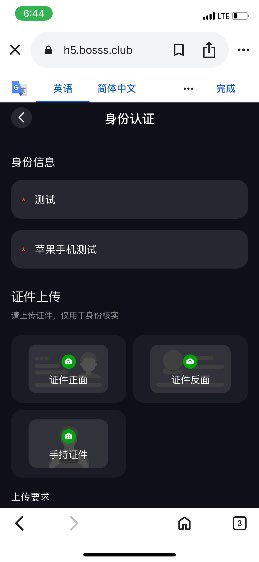 6:44
LTE
h5.bosss.club
英语
简体中文
完成
身份认证
身份信息
* 测试
* 苹果手机测试
证件上传
请上传证件，仅用于身份核实
证件正面
证件反面
手持证件
上传要求
3